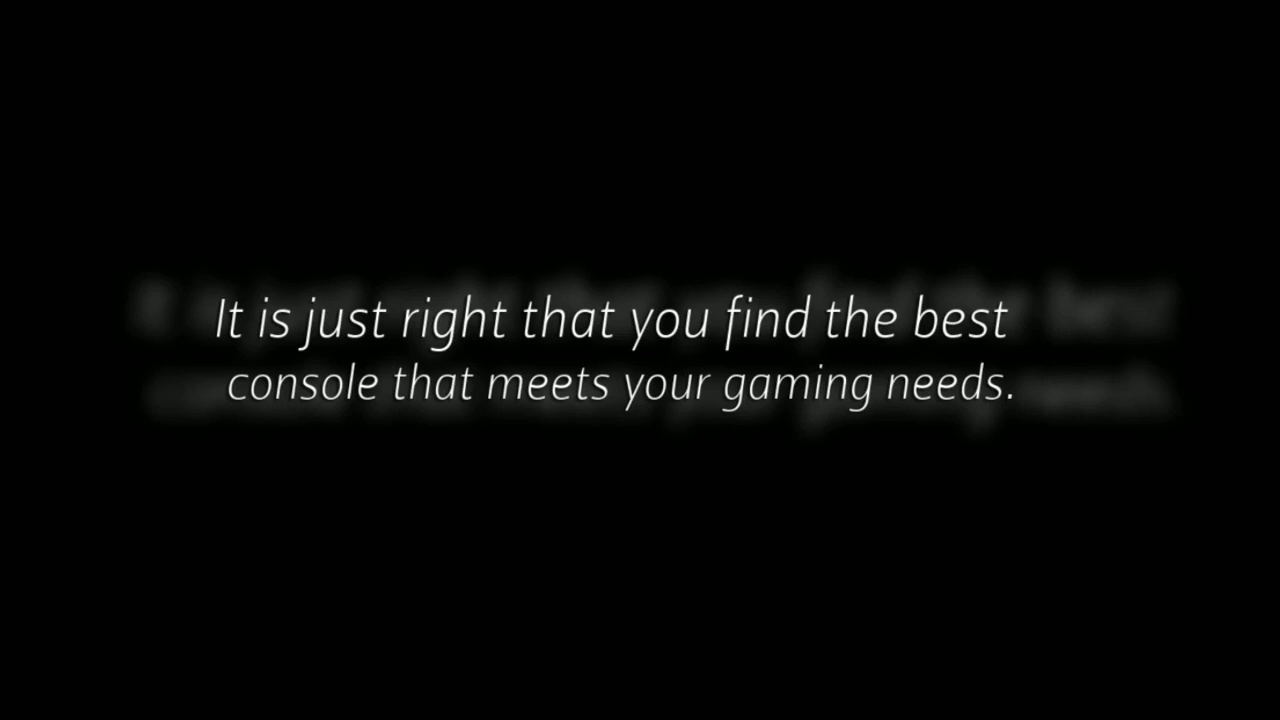 It is just right that you find the best
console that meets your gaming needs.